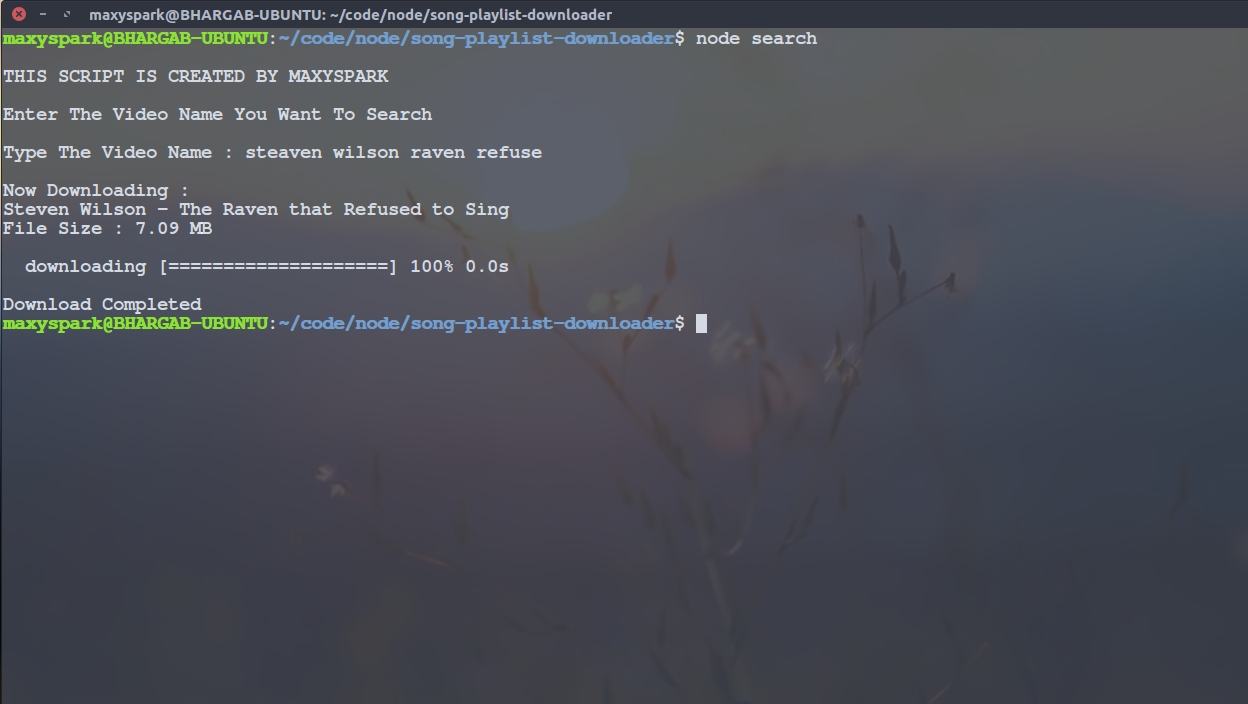 maxyspark@BHARGAB-UBUNTU: ~/code/node/song-playlist-downloader
maxyspark@BHARGAB-UBUNTU:~/code/node/song-playlist-downloader$ node search
THIS SCRIPT IS CREATED BY MAXYSPARK
Enter The Video Name You Want To Search
Type The Video Name : steaven wilson raven refuse
Now Downloading :
Steven Wilson - The Raven that Refused to Sing
File Size : 7.09 MB
downloading [====================] 100% 0.0s
Download Completed
maxyspark@BHARGAB-UBUNTU:~/code/node/song-playlist-downloader$